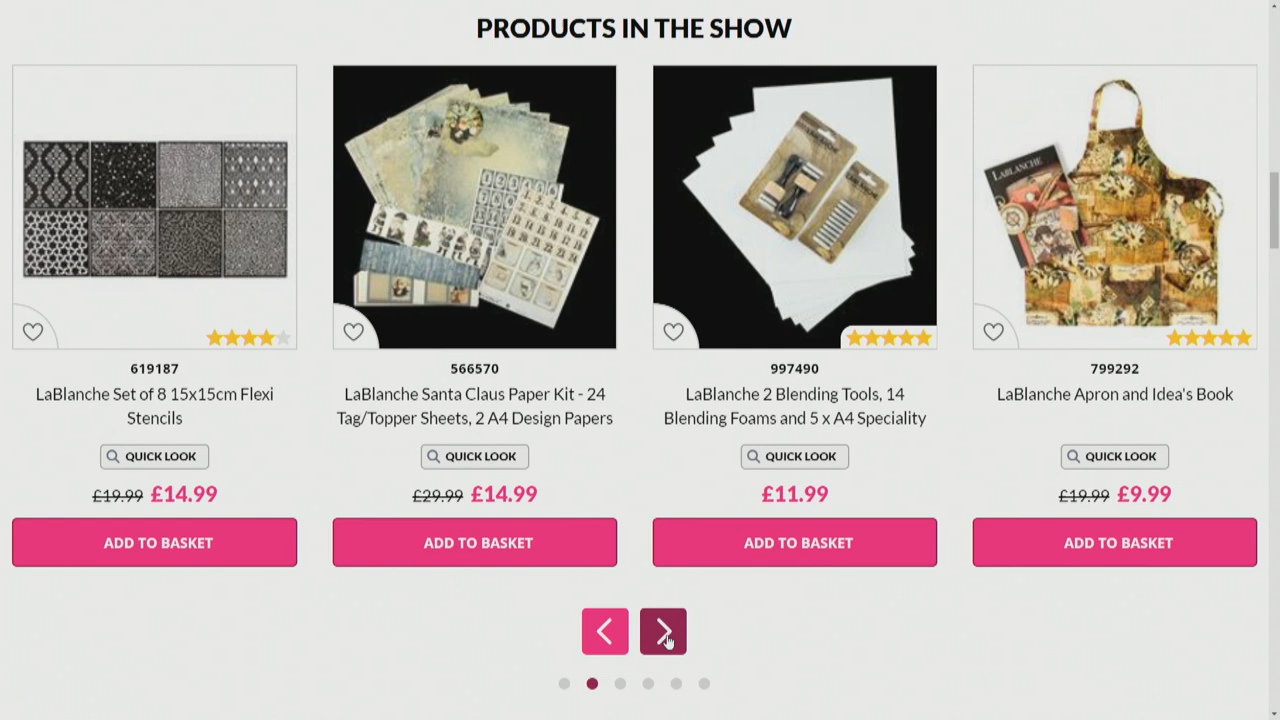 PRODUCTS IN THE SHOW
LABLANCHE
619187
LaBlanche Set of 8 15x15cm Flexi
Stencils
QUICK LOOK
£19.99 £14.99
ADD TO BASKET
566570
LaBlanche Santa Claus Paper Kit - 24
Tag/Topper Sheets, 2 A4 Design Papers
QUICK LOOK
£29.99 £14.99
ADD TO BASKET
997490
LaBlanche 2 Blending Tools, 14
Blending Foams and 5 x A4 Speciality
QUICK LOOK
£11.99
ADD TO BASKET
799292
LaBlanche Apron and Idea's Book
QUICK LOOK
£19.99 £9.99
ADD TO BASKET